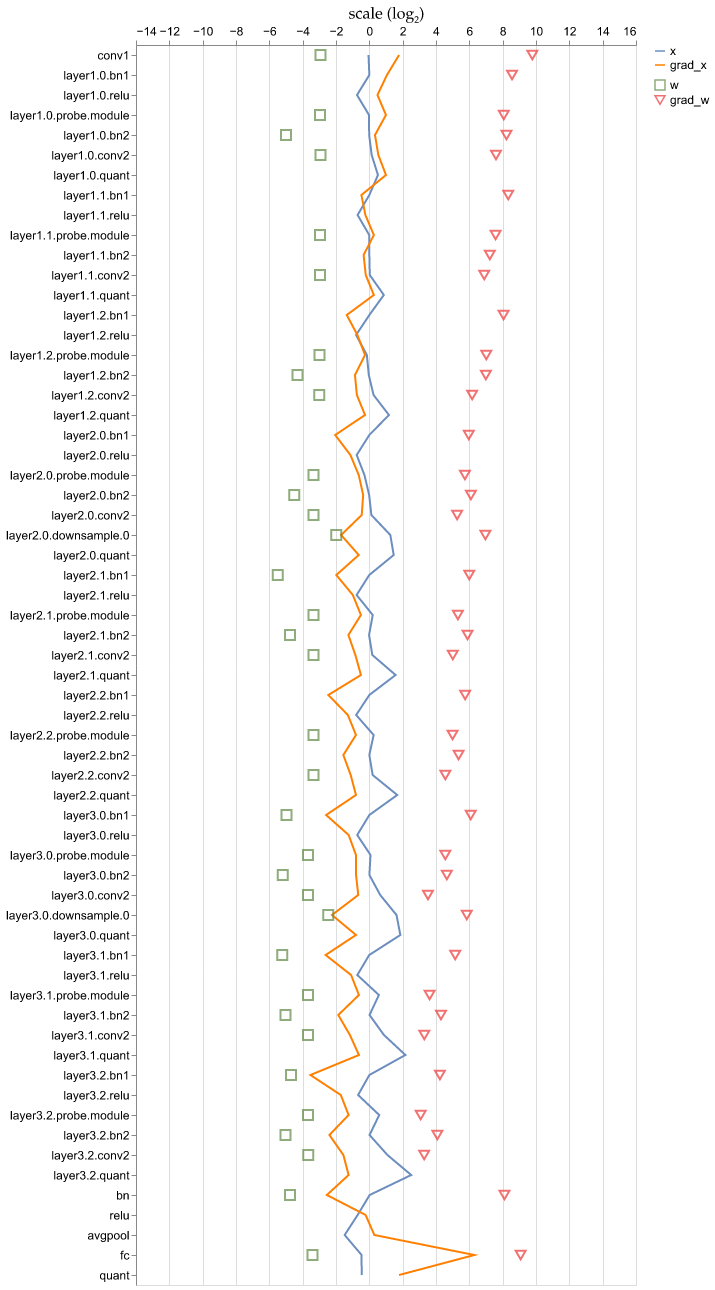 scale (log₂)
−14 −12 −10 −8 −6 −4 −2 0 2 4 6 8 10 12 14 16
conv1
layer1.0.bn1
layer1.0.relu
layer1.0.probe.module
layer1.0.bn2
layer1.0.conv2
layer1.0.quant
layer1.1.bn1
layer1.1.relu
layer1.1.probe.module
layer1.1.bn2
layer1.1.conv2
layer1.1.quant
layer1.2.bn1
layer1.2.relu
layer1.2.probe.module
layer1.2.bn2
layer1.2.conv2
layer1.2.quant
layer2.0.bn1
layer2.0.relu
layer2.0.probe.module
layer2.0.bn2
layer2.0.conv2
layer2.0.downsample.0
layer2.0.quant
layer2.1.bn1
layer2.1.relu
layer2.1.probe.module
layer2.1.bn2
layer2.1.conv2
layer2.1.quant
layer2.2.bn1
layer2.2.relu
layer2.2.probe.module
layer2.2.bn2
layer2.2.conv2
layer2.2.quant
layer3.0.bn1
layer3.0.relu
layer3.0.probe.module
layer3.0.bn2
layer3.0.conv2
layer3.0.downsample.0
layer3.0.quant
layer3.1.bn1
layer3.1.relu
layer3.1.probe.module
layer3.1.bn2
layer3.1.conv2
layer3.1.quant
layer3.2.bn1
layer3.2.relu
layer3.2.probe.module
layer3.2.bn2
layer3.2.conv2
layer3.2.quant
bn
relu
avgpool
fc
quant
x
grad_x
w
grad_w